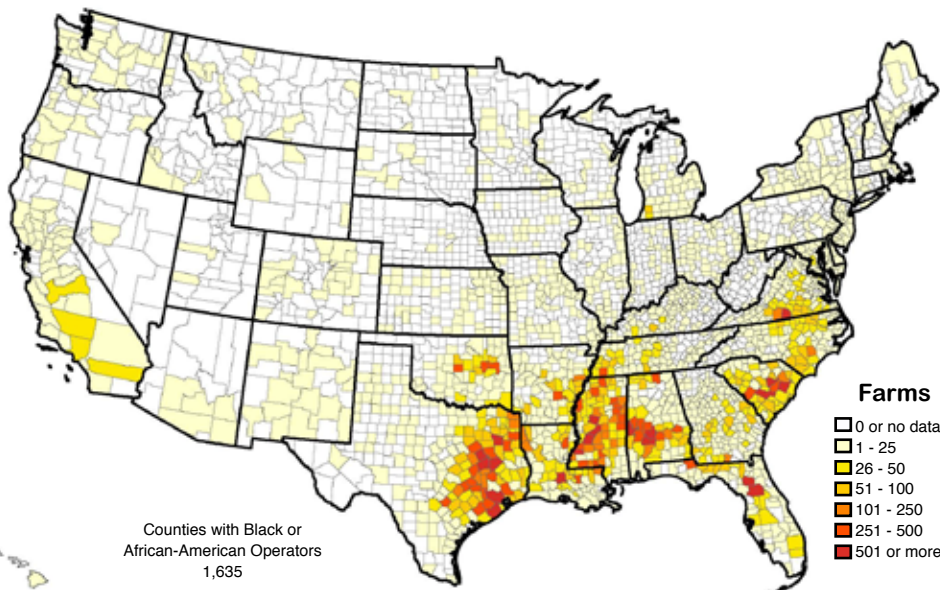 Farms
0 or no data
1 - 25
26 - 50
51 - 100
101 - 250
251 - 500
501 or more
Counties with Black or
African-American Operators
1,635